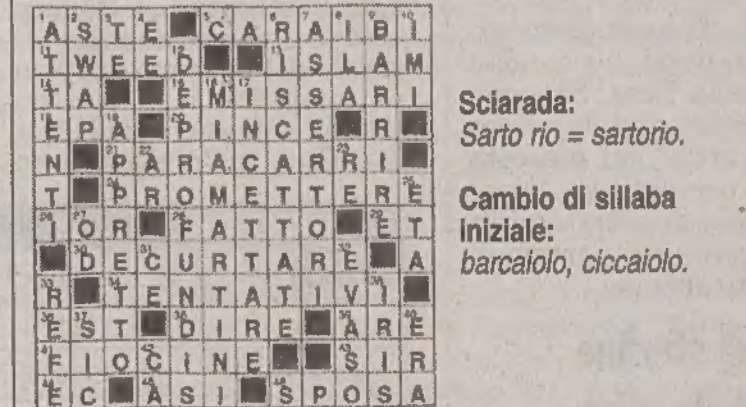 ASTE CARAIBI
TWEED ISLAM
TA EMISSARI
EPA PINCE R
N PARACARRI
T PROMETTERE
IOR FATTO ET
DECURTARE A
R TENTATIVI
EST DIRE ARE
FIOCINE SIR
EC ASI SPOSA
Sciarada:
Sarto rio = sartorio.
Cambio di sillaba
iniziale:
barcaiolo, ciccaiolo.